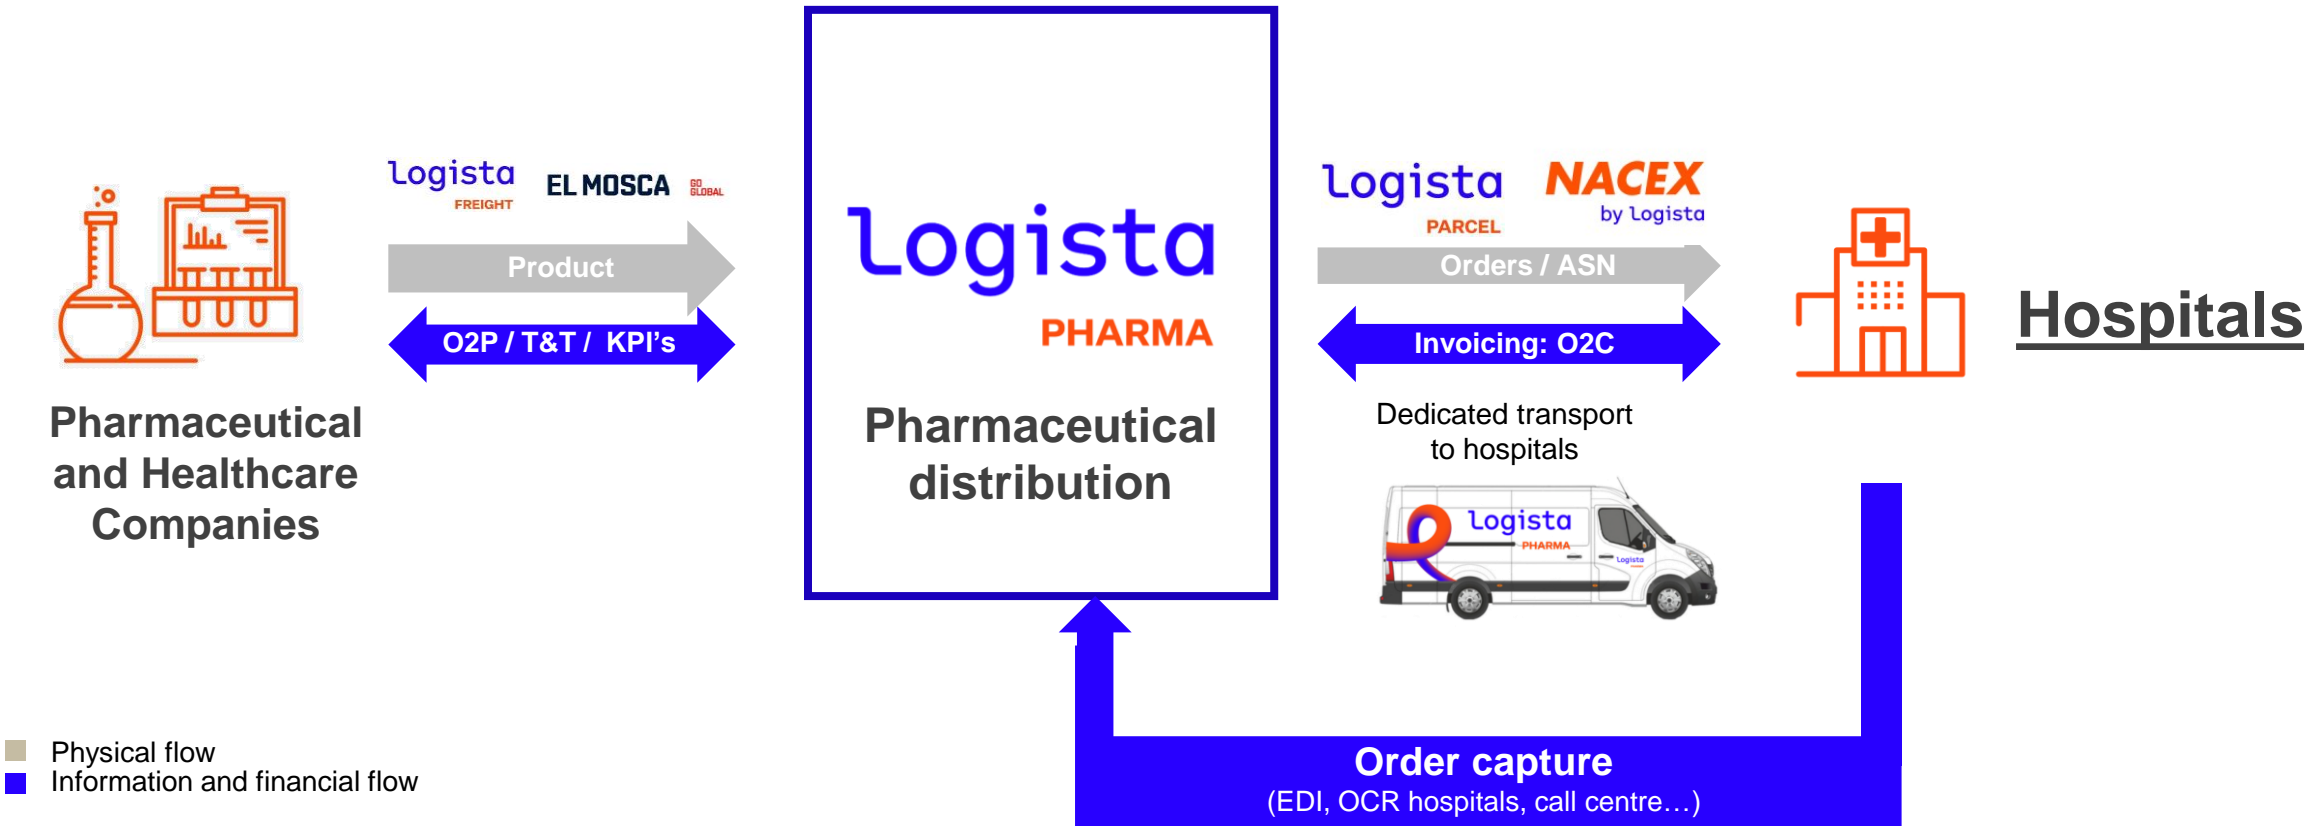 Pharmaceutical
and Healthcare
Companies
logista
FREIGHT
EL MOSCA
GO
GLOBAL
Product
O2P / T&T /  KPI's
logista
PHARMA
Pharmaceutical
distribution
logista
PARCEL
NACEX
by logista
Orders / ASN
Invoicing: O2C
Dedicated transport
to hospitals
logista
PHARMA
logista
Hospitals
Order capture
(EDI, OCR hospitals, call centre…)
Physical flow
Information and financial flow